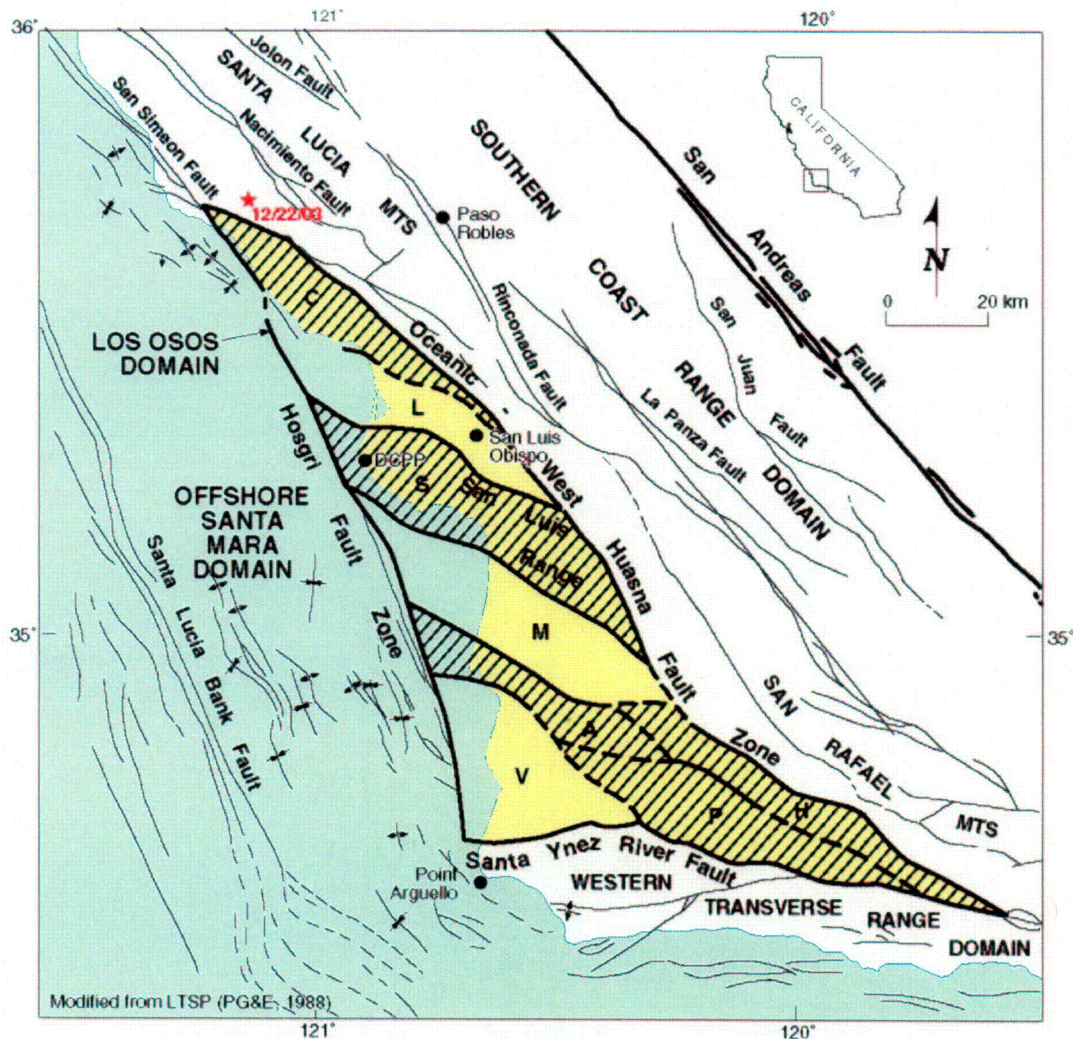 36°
121°
120°
San Simeon Fault
SANTA
LUCIA
MTS
Jolon Fault
Nacimiento Fault
12/22/03
Paso
Robles
SOUTHERN
COAST
RANGE
DOMAIN
San
Andreas
Fault
CALIFORNIA
N
0 20 km
San
Juan
Fault
Rinconada Fault
La Panza Fault
C
Oceanic
LOS OSOS
DOMAIN
L
San Luis
Obispo
West
Huasna
Fault
Zone
Hosgri
Fault
Zone
DCPP
S
San
Luis
Range
OFFSHORE
SANTA
MARA
DOMAIN
Santa
Lucia
Bank
Fault
35°
35°
M
SAN
RAFAEL
MTS
A
V
P
H
Santa Ynez River Fault
Point
Arguello
WESTERN
TRANSVERSE
RANGE
DOMAIN
Modified from LTSP (PG&E, 1988)
121°
120°